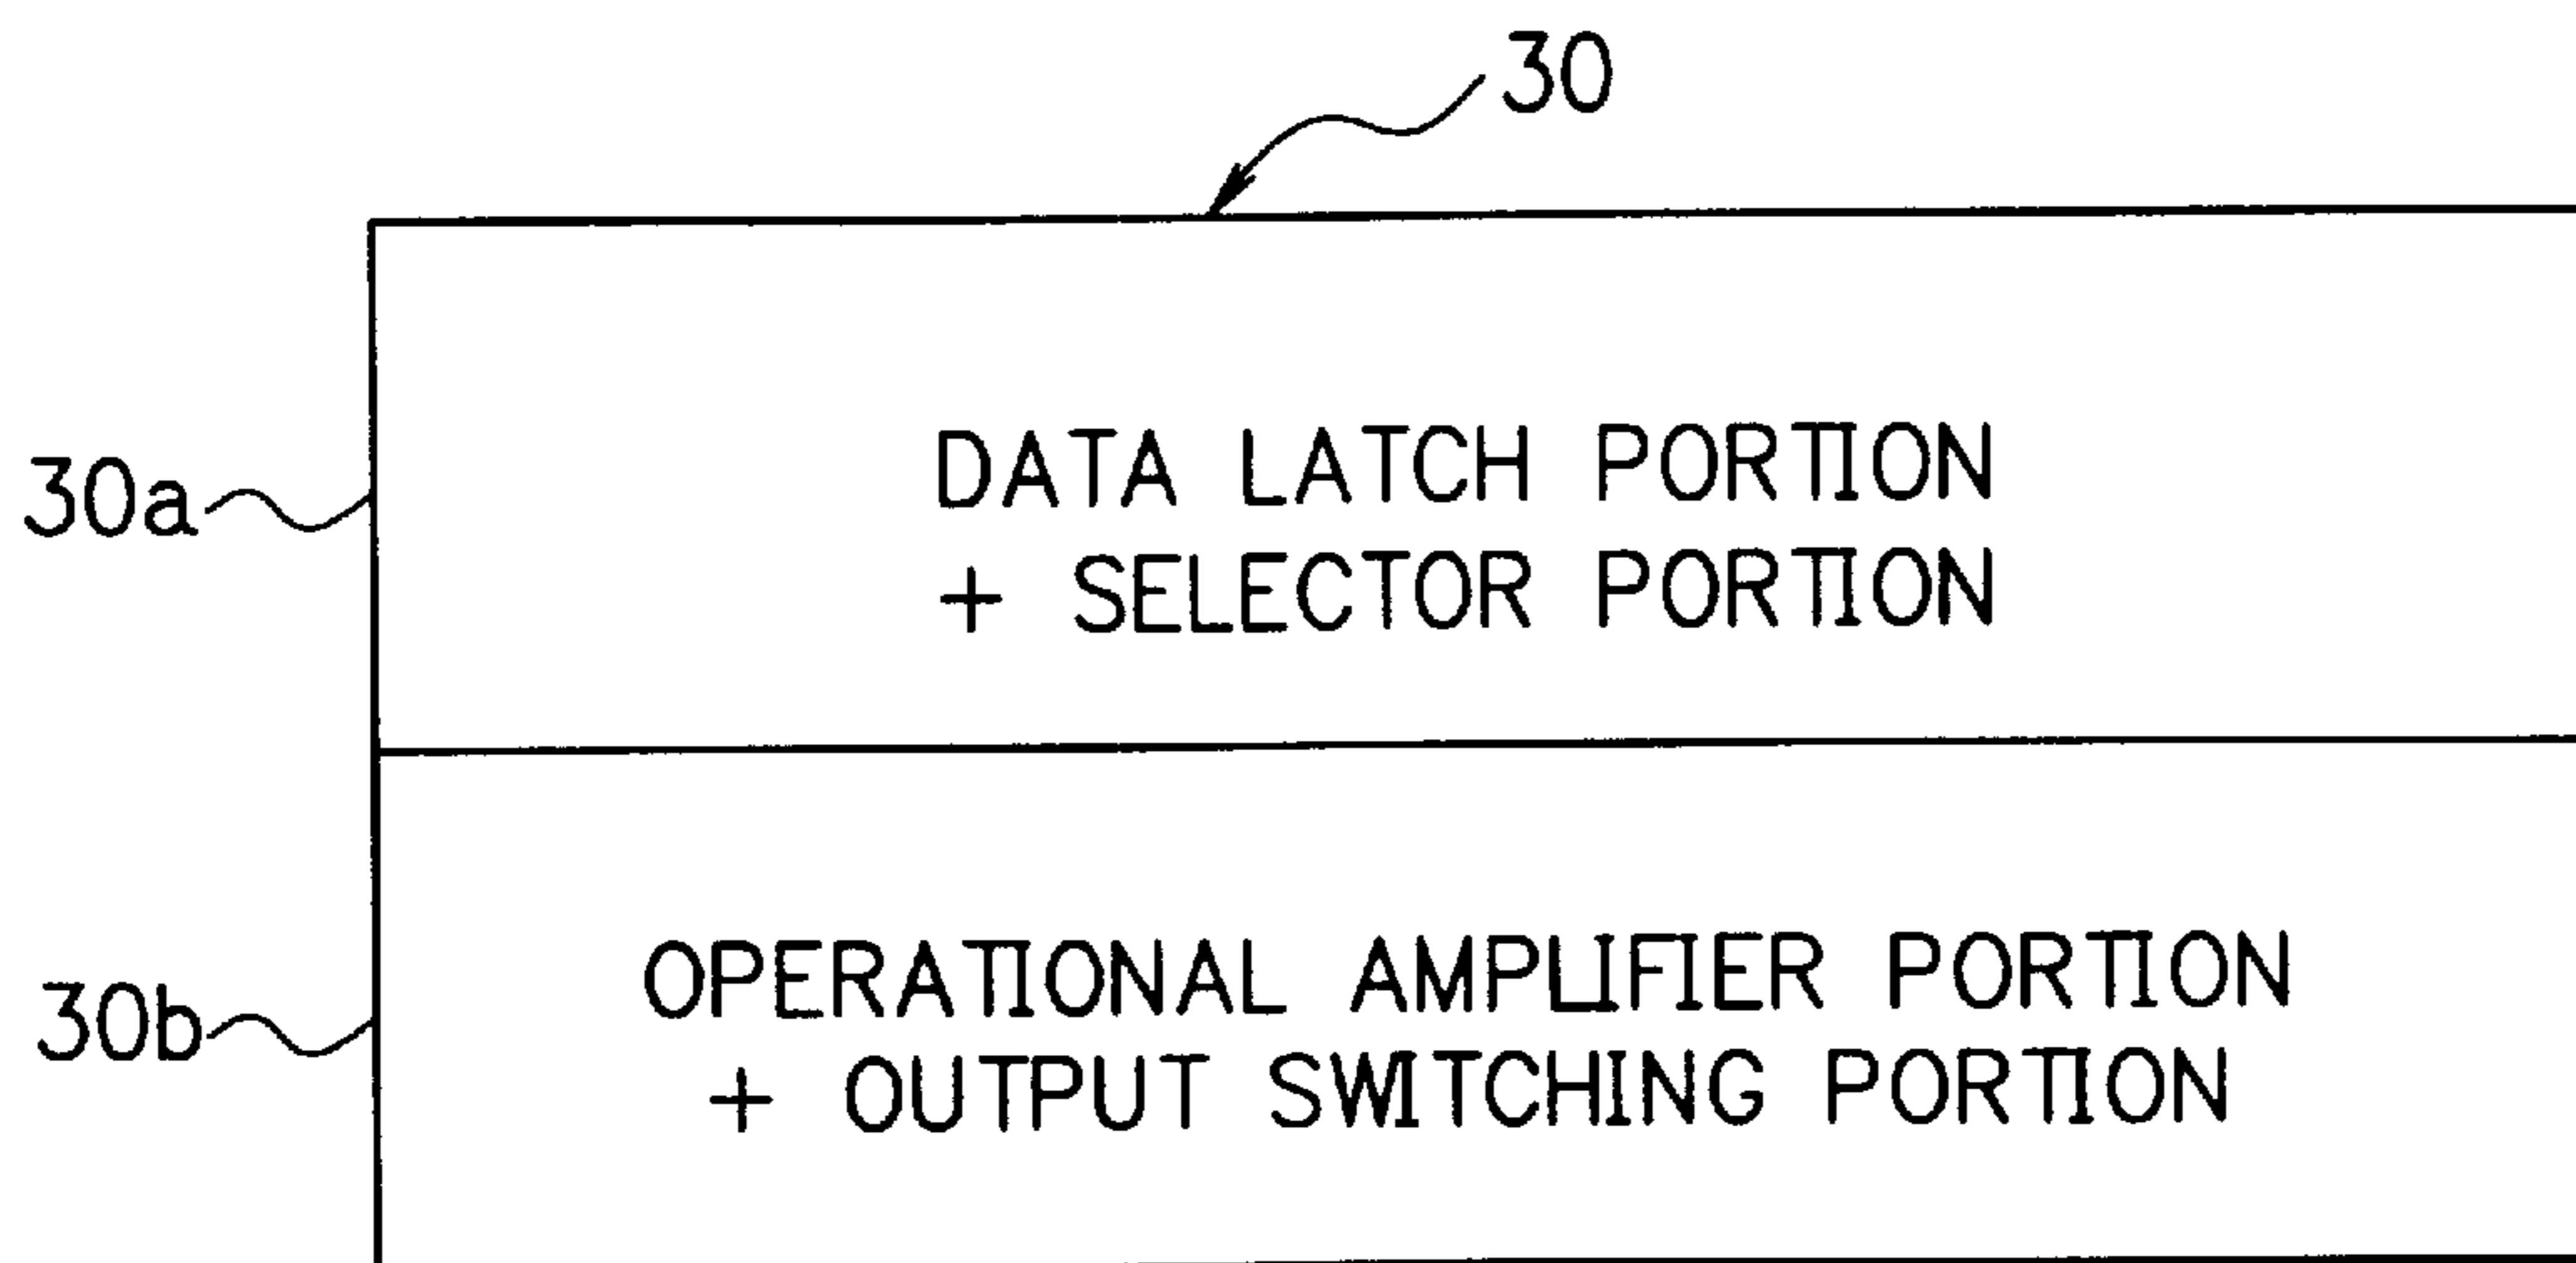 30
30a
DATA LATCH PORTION
+ SELECTOR PORTION
30b
OPERATIONAL AMPLIFIER PORTION
+ OUTPUT SWITCHING PORTION